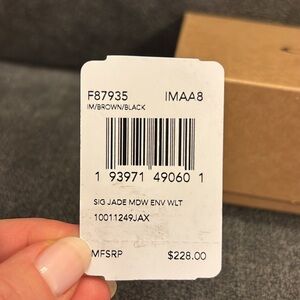 F87935 IMAA8
IM/BROWN/BLACK
1 93971 49060 1
SIG JADE MDW ENV WLT
10011249JAX
MFSRP $228.00